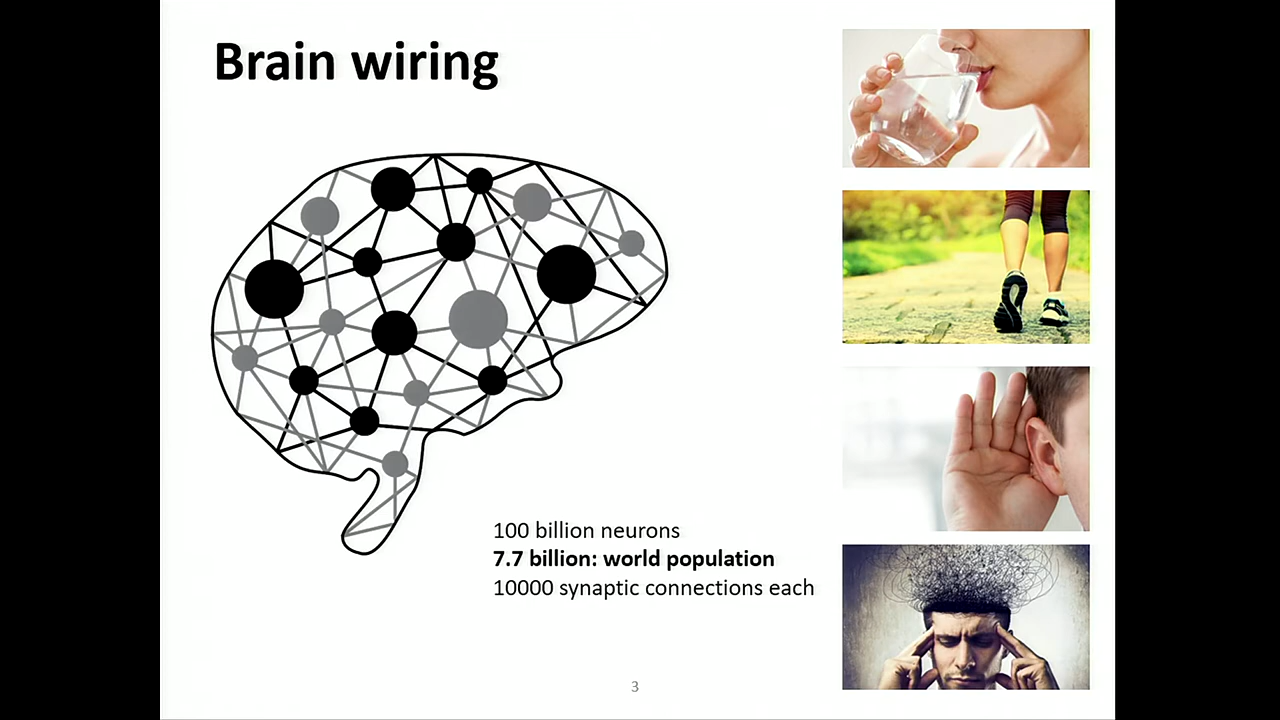 Brain wiring
100 billion neurons
7.7 billion: world population
10000 synaptic connections each
3